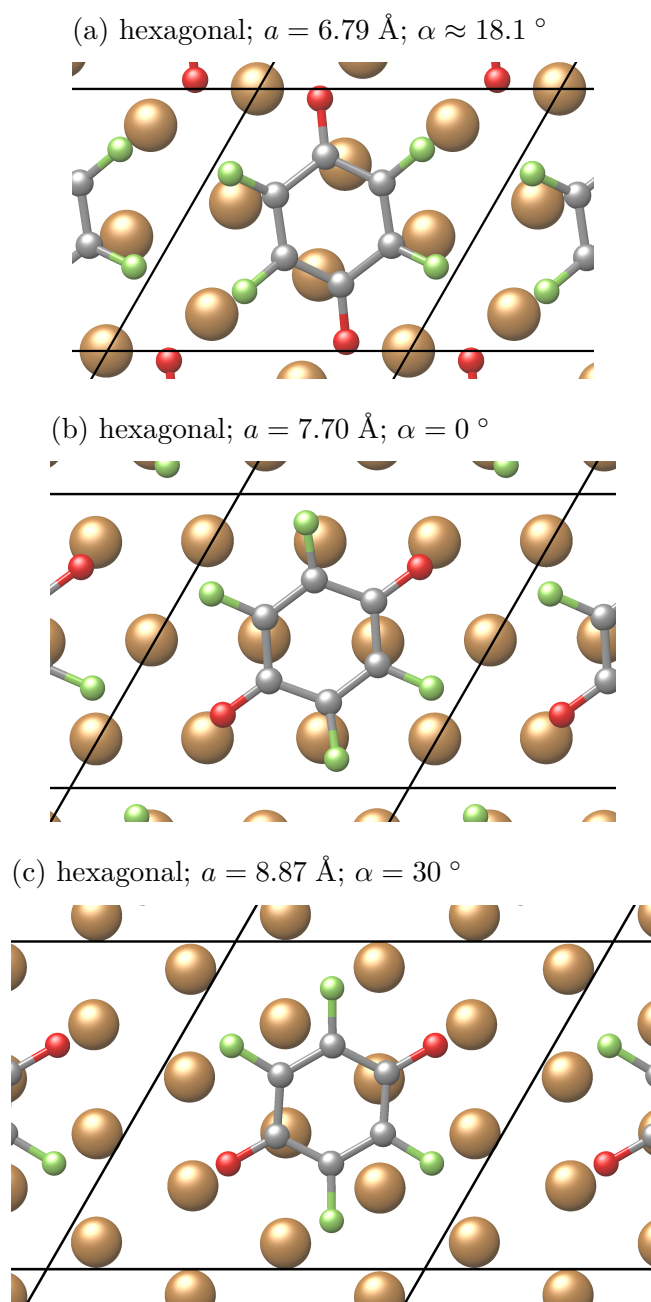 (a) hexagonal; a = 6.79 Å; α ≈ 18.1 °
(b) hexagonal; a = 7.70 Å; α = 0 °
(c) hexagonal; a = 8.87 Å; α = 30 °